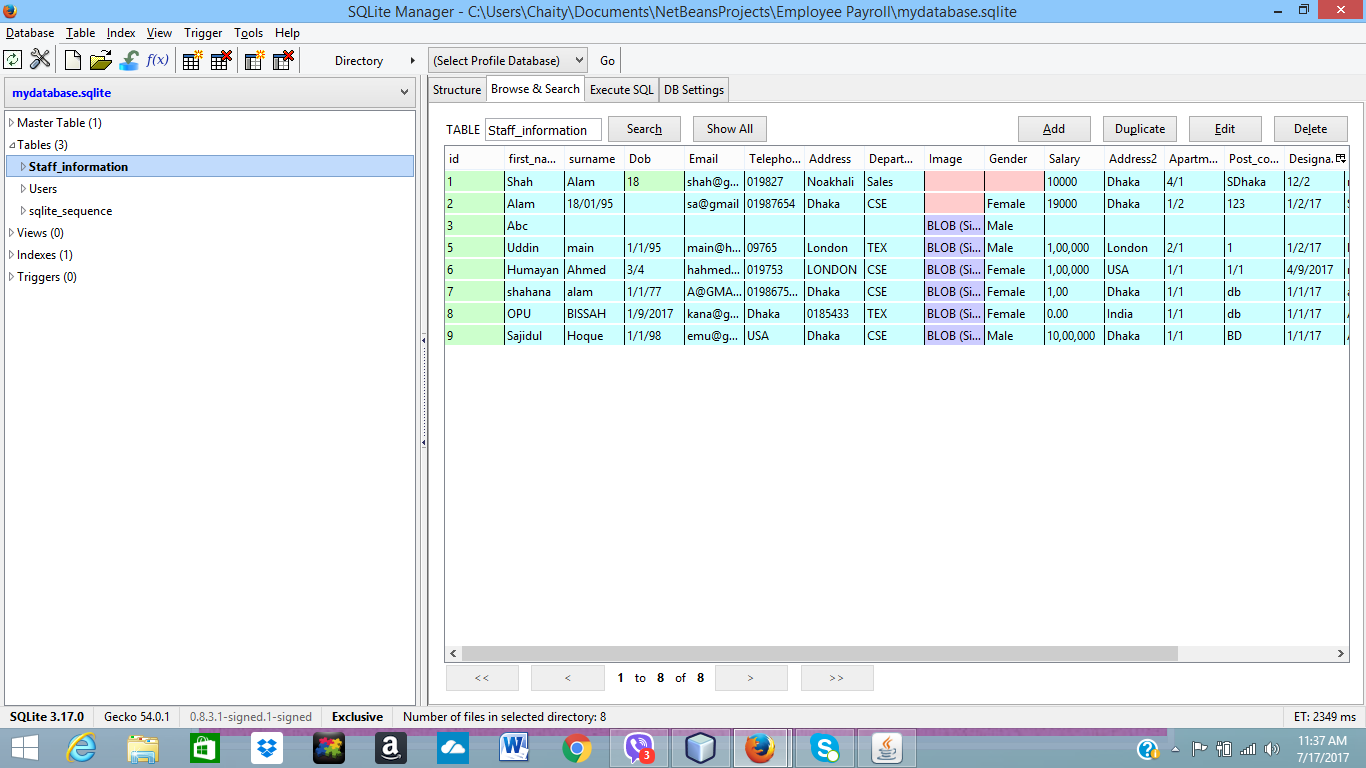 SQLite Manager - C:\Users\Chaity\Documents\NetBeansProjects\Employee Payroll\mydatabase.sqlite
Database Table Index View Trigger Tools Help
f(x) Directory (Select Profile Database) Go
mydatabase.sqlite
Master Table (1)
Tables (3)
Staff_information
Users
sqlite_sequence
Views (0)
Indexes (1)
Triggers (0)
Structure Browse & Search Execute SQL DB Settings
TABLE Staff_information Search Show All Add Duplicate Edit Delete
id first_na... surname Dob Email Telepho... Address Depart... Image Gender Salary Address2 Apartm... Post_co... Designa...
1 Shah Alam 18 shah@g... 019827 Noakhali Sales 10000 Dhaka 4/1 SDhaka 12/2
2 Alam 18/01/95 sa@gmail 01987654 Dhaka CSE Female 19000 Dhaka 1/2 123 1/2/17
3 Abc BLOB (Si... Male
5 Uddin main 1/1/95 main@h... 09765 London TEX BLOB (Si... Male 1,00,000 London 2/1 1 1/2/17
6 Humayan Ahmed 3/4 hahmed... 019753 LONDON CSE BLOB (Si... Female 1,00,000 USA 1/1 1/1 4/9/2017
7 shahana alam 1/1/77 A@GMA... 0198675... Dhaka CSE BLOB (Si... Female 1,00 Dhaka 1/1 db 1/1/17
8 OPU BISSAH 1/9/2017 kana@g... Dhaka 0185433 TEX BLOB (Si... Female 0.00 India 1/1 db 1/1/17
9 Sajidul Hoque 1/1/98 emu@g... USA Dhaka CSE BLOB (Si... Male 10,00,000 Dhaka 1/1 BD 1/1/17
<< < 1 to 8 of 8 > >>
SQLite 3.17.0 Gecko 54.0.1 0.8.3.1-signed.1-signed Exclusive Number of files in selected directory: 8 ET: 2349 ms
3
11:37 AM
7/17/2017